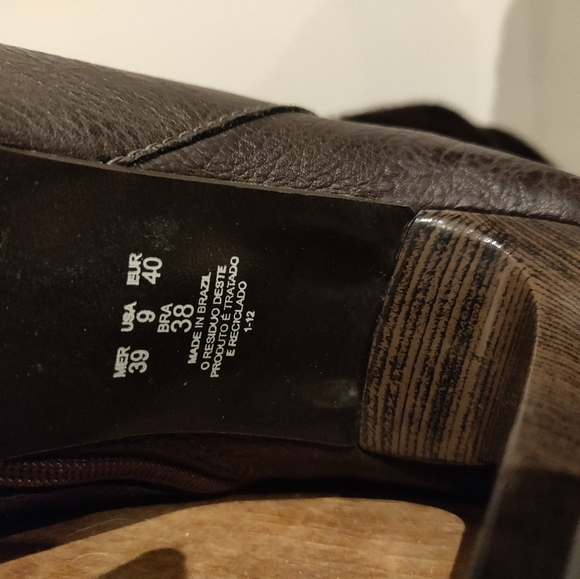 MER USA EUR
39 9 40
BRA
38
MADE IN BRAZIL
O RESIDUO DESTE
PRODUTO É TRATADO
E RECICLADO
1-12